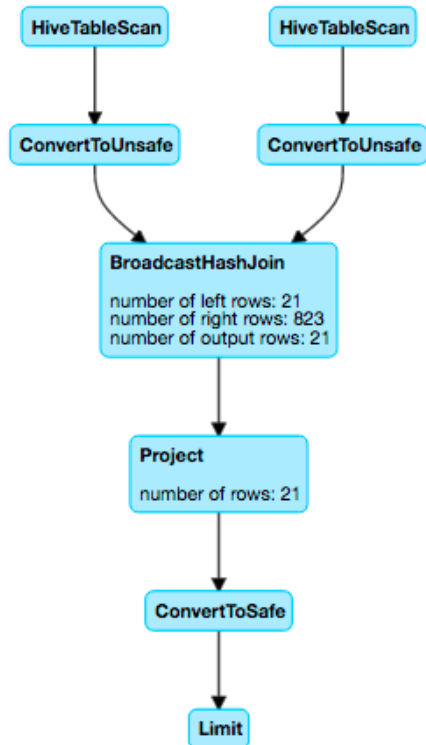 HiveTableScan
HiveTableScan
ConvertToUnsafe
ConvertToUnsafe
BroadcastHashJoin
number of left rows: 21
number of right rows: 823
number of output rows: 21
Project
number of rows: 21
ConvertToSafe
Limit